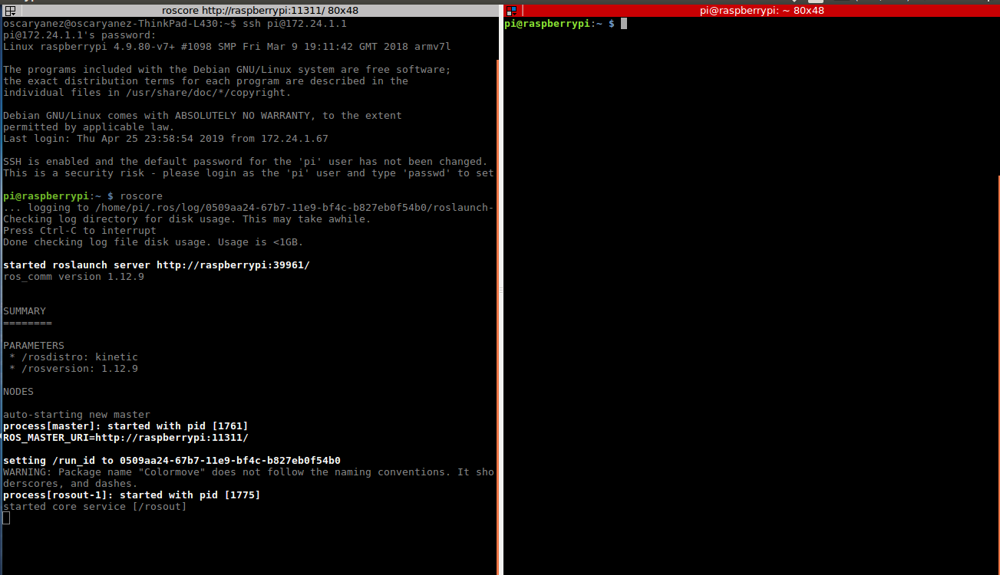 roscore http://raspberrypi:11311/ 80x48
oscaryanez@oscaryanez-ThinkPad-L430:~$ ssh pi@172.24.1.1
pi@172.24.1.1's password:
Linux raspberrypi 4.9.80-v7+ #1098 SMP Fri Mar 9 19:11:42 GMT 2018 armv7l
The programs included with the Debian GNU/Linux system are free software;
the exact distribution terms for each program are described in the
individual files in /usr/share/doc/*/copyright.
Debian GNU/Linux comes with ABSOLUTELY NO WARRANTY, to the extent
permitted by applicable law.
Last login: Thu Apr 25 23:58:54 2019 from 172.24.1.67
SSH is enabled and the default password for the 'pi' user has not been changed.
This is a security risk - please login as the 'pi' user and type 'passwd' to set
pi@raspberrypi:~ $ roscore
... logging to /home/pi/.ros/log/0509aa24-67b7-11e9-bf4c-b827eb0f54b0/roslaunch-
Checking log directory for disk usage. This may take awhile.
Press Ctrl-C to interrupt
Done checking log file disk usage. Usage is <1GB.
started roslaunch server http://raspberrypi:39961/
ros_comm version 1.12.9
SUMMARY
========
PARAMETERS
* /rosdistro: kinetic
* /rosversion: 1.12.9
NODES
auto-starting new master
process[master]: started with pid [1761]
ROS_MASTER_URI=http://raspberrypi:11311/
setting /run_id to 0509aa24-67b7-11e9-bf4c-b827eb0f54b0
WARNING: Package name "Colormove" does not follow the naming conventions. It sho
derscores, and dashes.
process[rosout-1]: started with pid [1775]
started core service [/rosout]
pi@raspberrypi: ~ 80x48
pi@raspberrypi:~ $